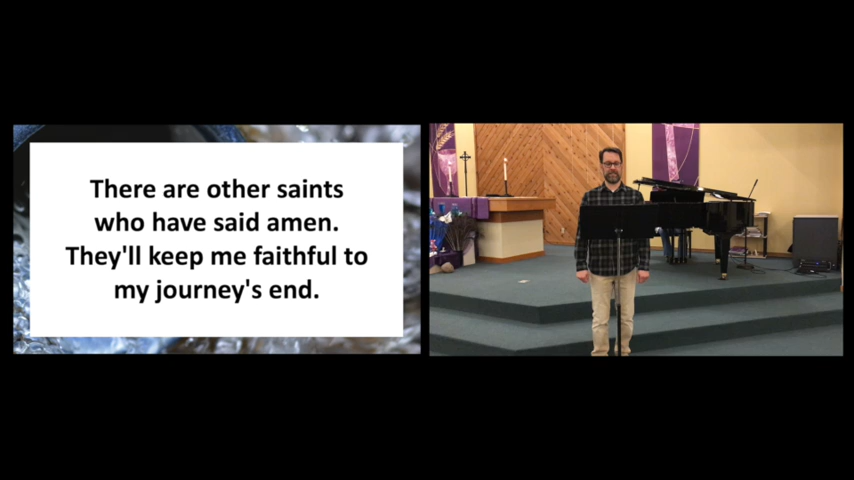 There are other saints
who have said amen.
They'll keep me faithful to
my journey's end.